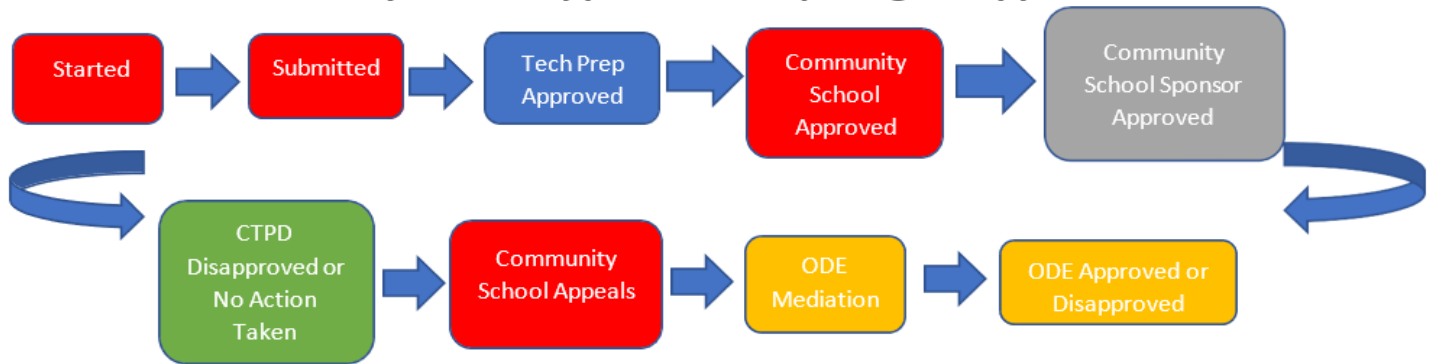 Started
Submitted
Tech Prep
Approved
Community
School
Approved
Community
School Sponsor
Approved
CTPD
Disapproved or
No Action
Taken
Community
School Appeals
ODE
Mediation
ODE Approved or
Disapproved